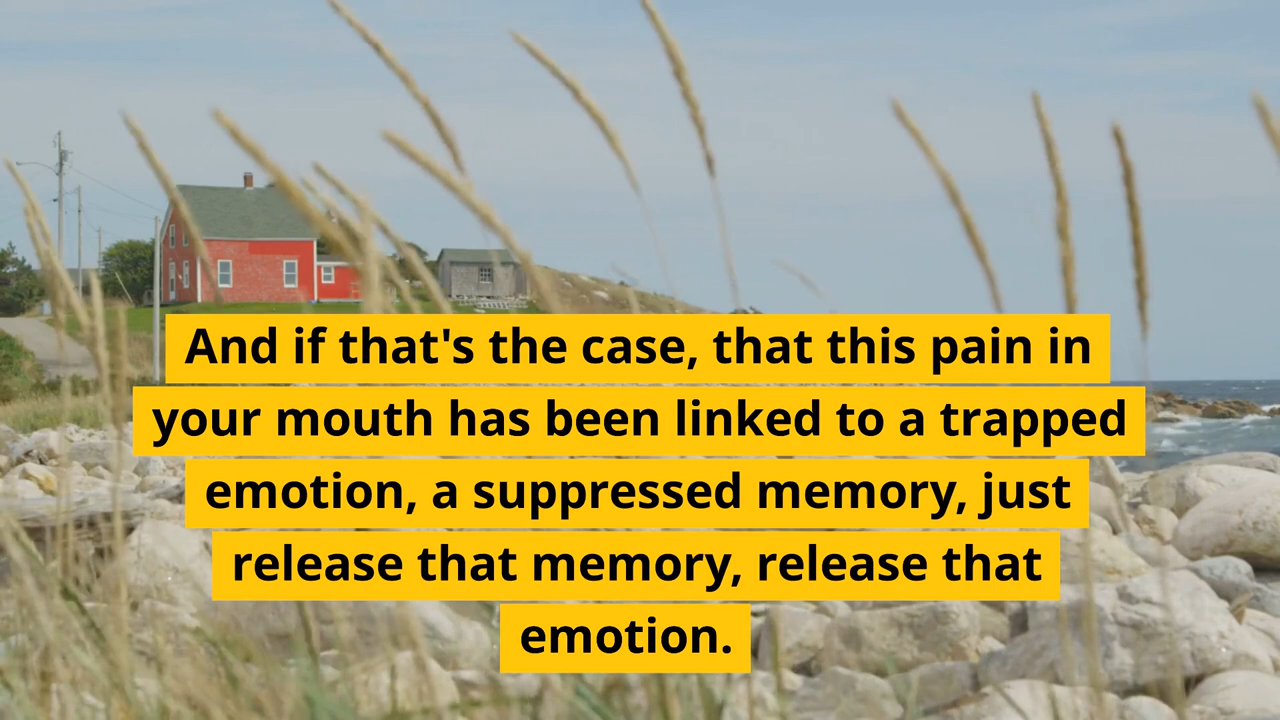 And if that's the case, that this pain in
your mouth has been linked to a trapped
emotion, a suppressed memory, just
release that memory, release that
emotion.